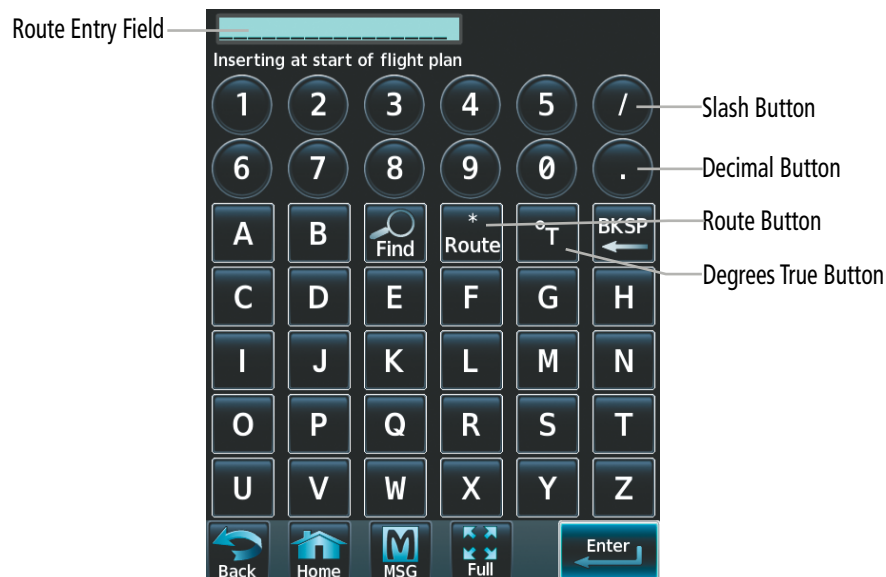 Route Entry Field
Inserting at start of flight plan
1 2 3 4 5 /
Slash Button
6 7 8 9 0 .
Decimal Button
A B Find * Route °T BKSP
Route Button
Degrees True Button
C D E F G H
I J K L M N
O P Q R S T
U V W X Y Z
Back Home MSG Full Enter